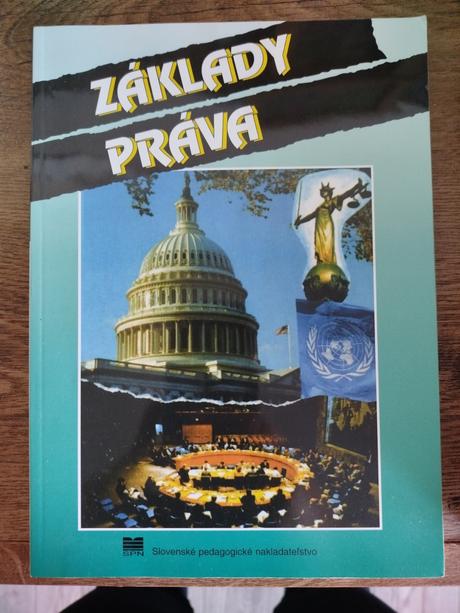 ZÁKLADY
PRÁVA
SPN
Slovenské pedagogické nakladateľstvo